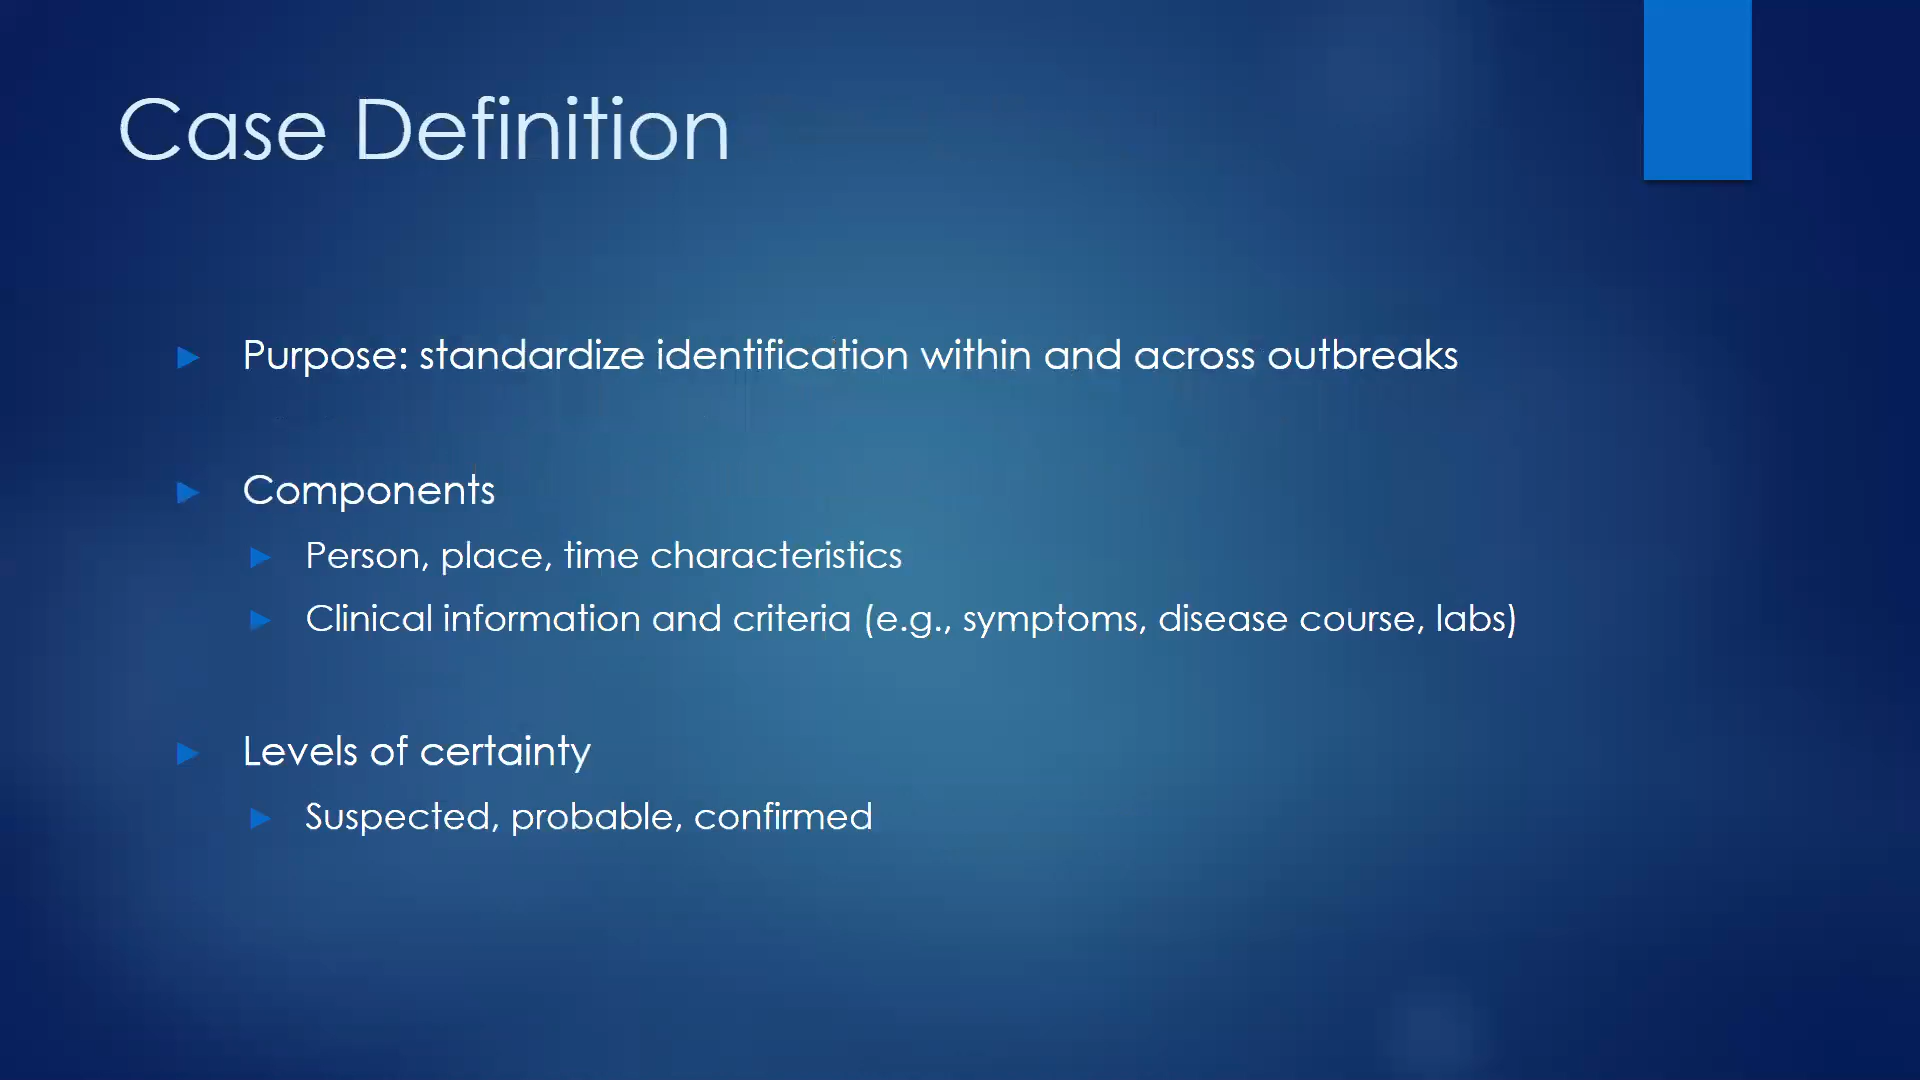 Case Definition
Purpose: standardize identification within and across outbreaks
Components
Person, place, time characteristics
Clinical information and criteria (e.g., symptoms, disease course, labs)
Levels of certainty
Suspected, probable, confirmed